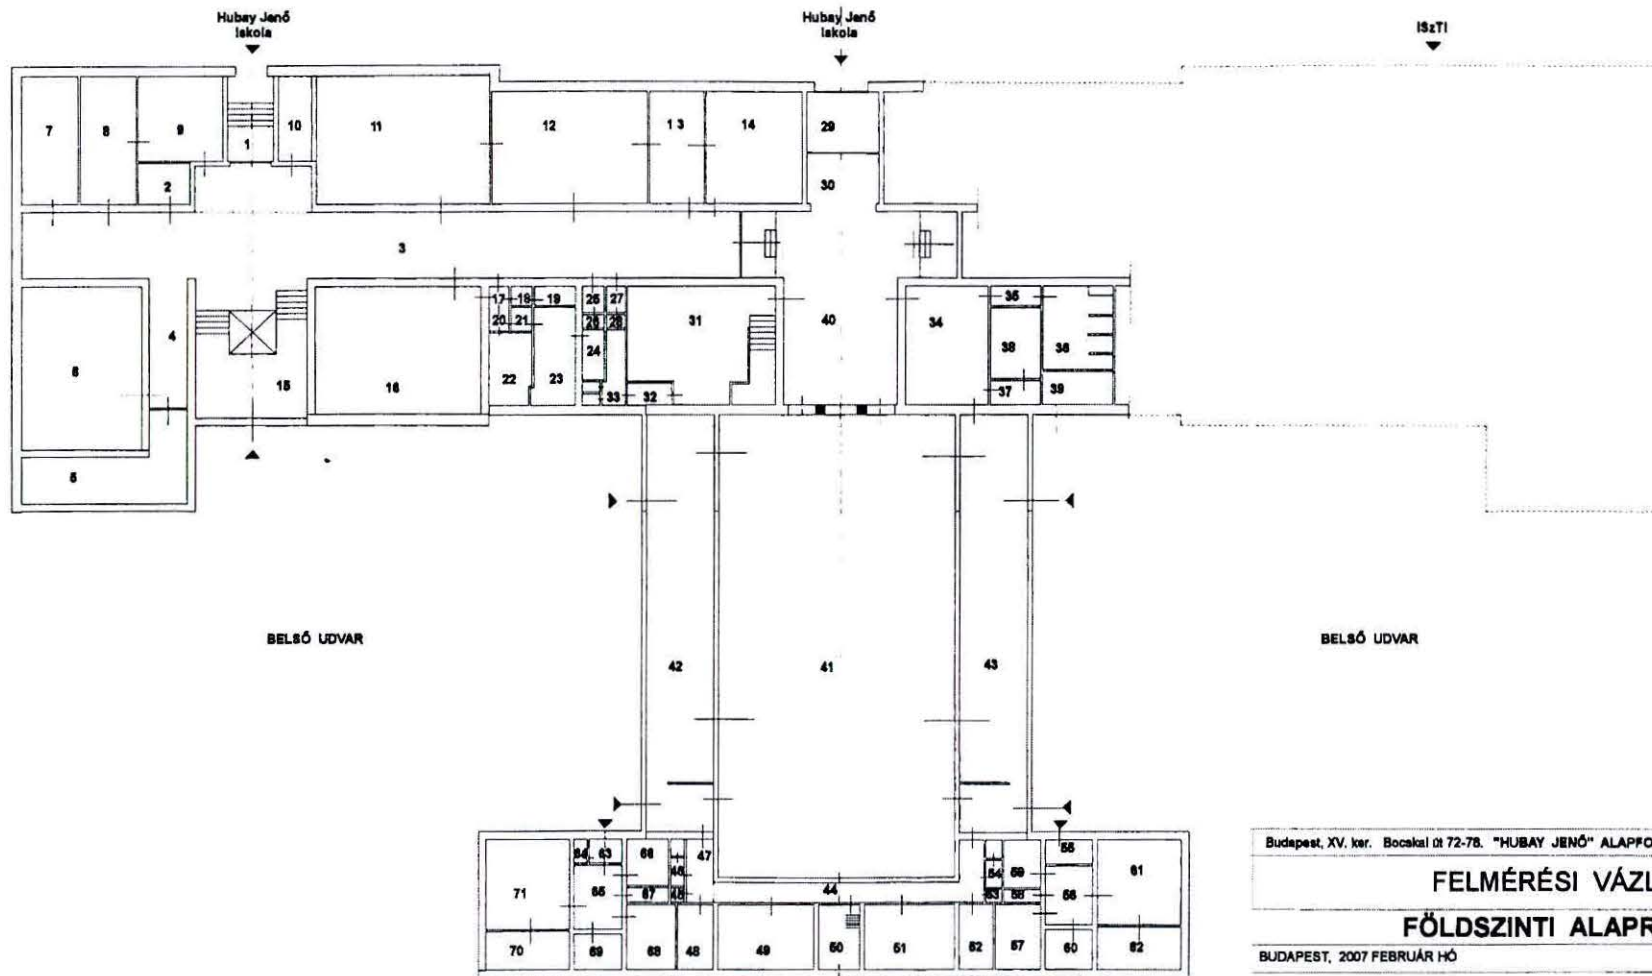 Hubay Jenő
Iskola
Hubay Jenő
Iskola
ISzTI
7 8 9 1 10 11 12 1 3 14 29
2 30
3
17 18 19 25 27
20 21 26 28 31 40 34 35
4 24 38 36
6 15 16 22 23 33 32 37 39
5
BELSŐ UDVAR
42 41 43
BELSŐ UDVAR
64 63 66 47 55
46 54 59 61
71 65 67 45 44 53 58 56
70 69 68 48 49 50 51 52 57 60 62
Budapest, XV. ker. Bocskai út 72-78. "HUBAY JENŐ" ALAPFO
FELMÉRÉSI VÁZL
FÖLDSZINTI ALAPR
BUDAPEST, 2007 FEBRUÁR HÓ